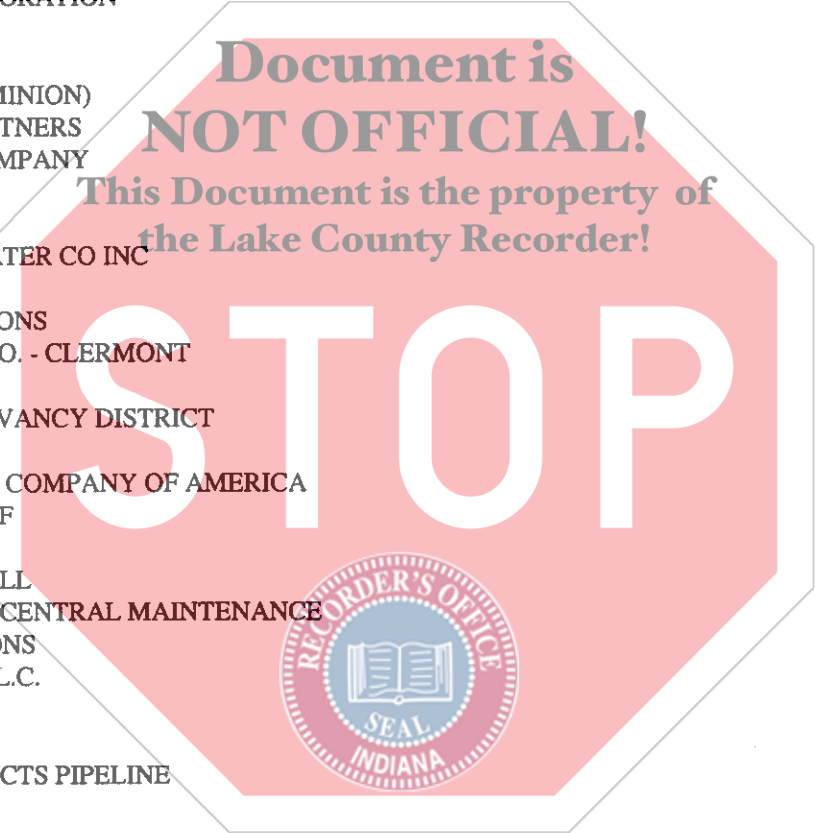 ORATION
Document is
MINION)
NOT OFFICIAL!
TNERS
MPANY
This Document is the property of
the Lake County Recorder!
ATER CO INC
ONS
O. - CLERMONT
STOP
VANCY DISTRICT
COMPANY OF AMERICA
F
LL
CENTRAL MAINTENANCE
ONS
L.C.
RECORDER'S OFFICE
SEAL
INDIANA
CTS PIPELINE